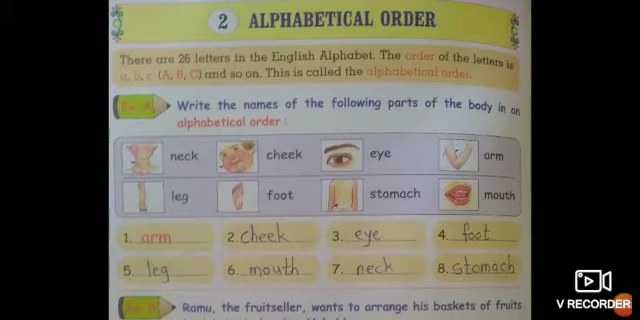 2 ALPHABETICAL ORDER
There are 26 letters in the English Alphabet. The order of the letters is
a, b, c (A, B, C) and so on. This is called the alphabetical order.
Ex. A Write the names of the following parts of the body in an
alphabetical order :
neck cheek eye arm
leg foot stomach mouth
1. arm 2. cheek 3. eye 4. foot
5. leg 6. mouth 7. neck 8. stomach
Ramu, the fruitseller, wants to arrange his baskets of fruits
V RECORDER